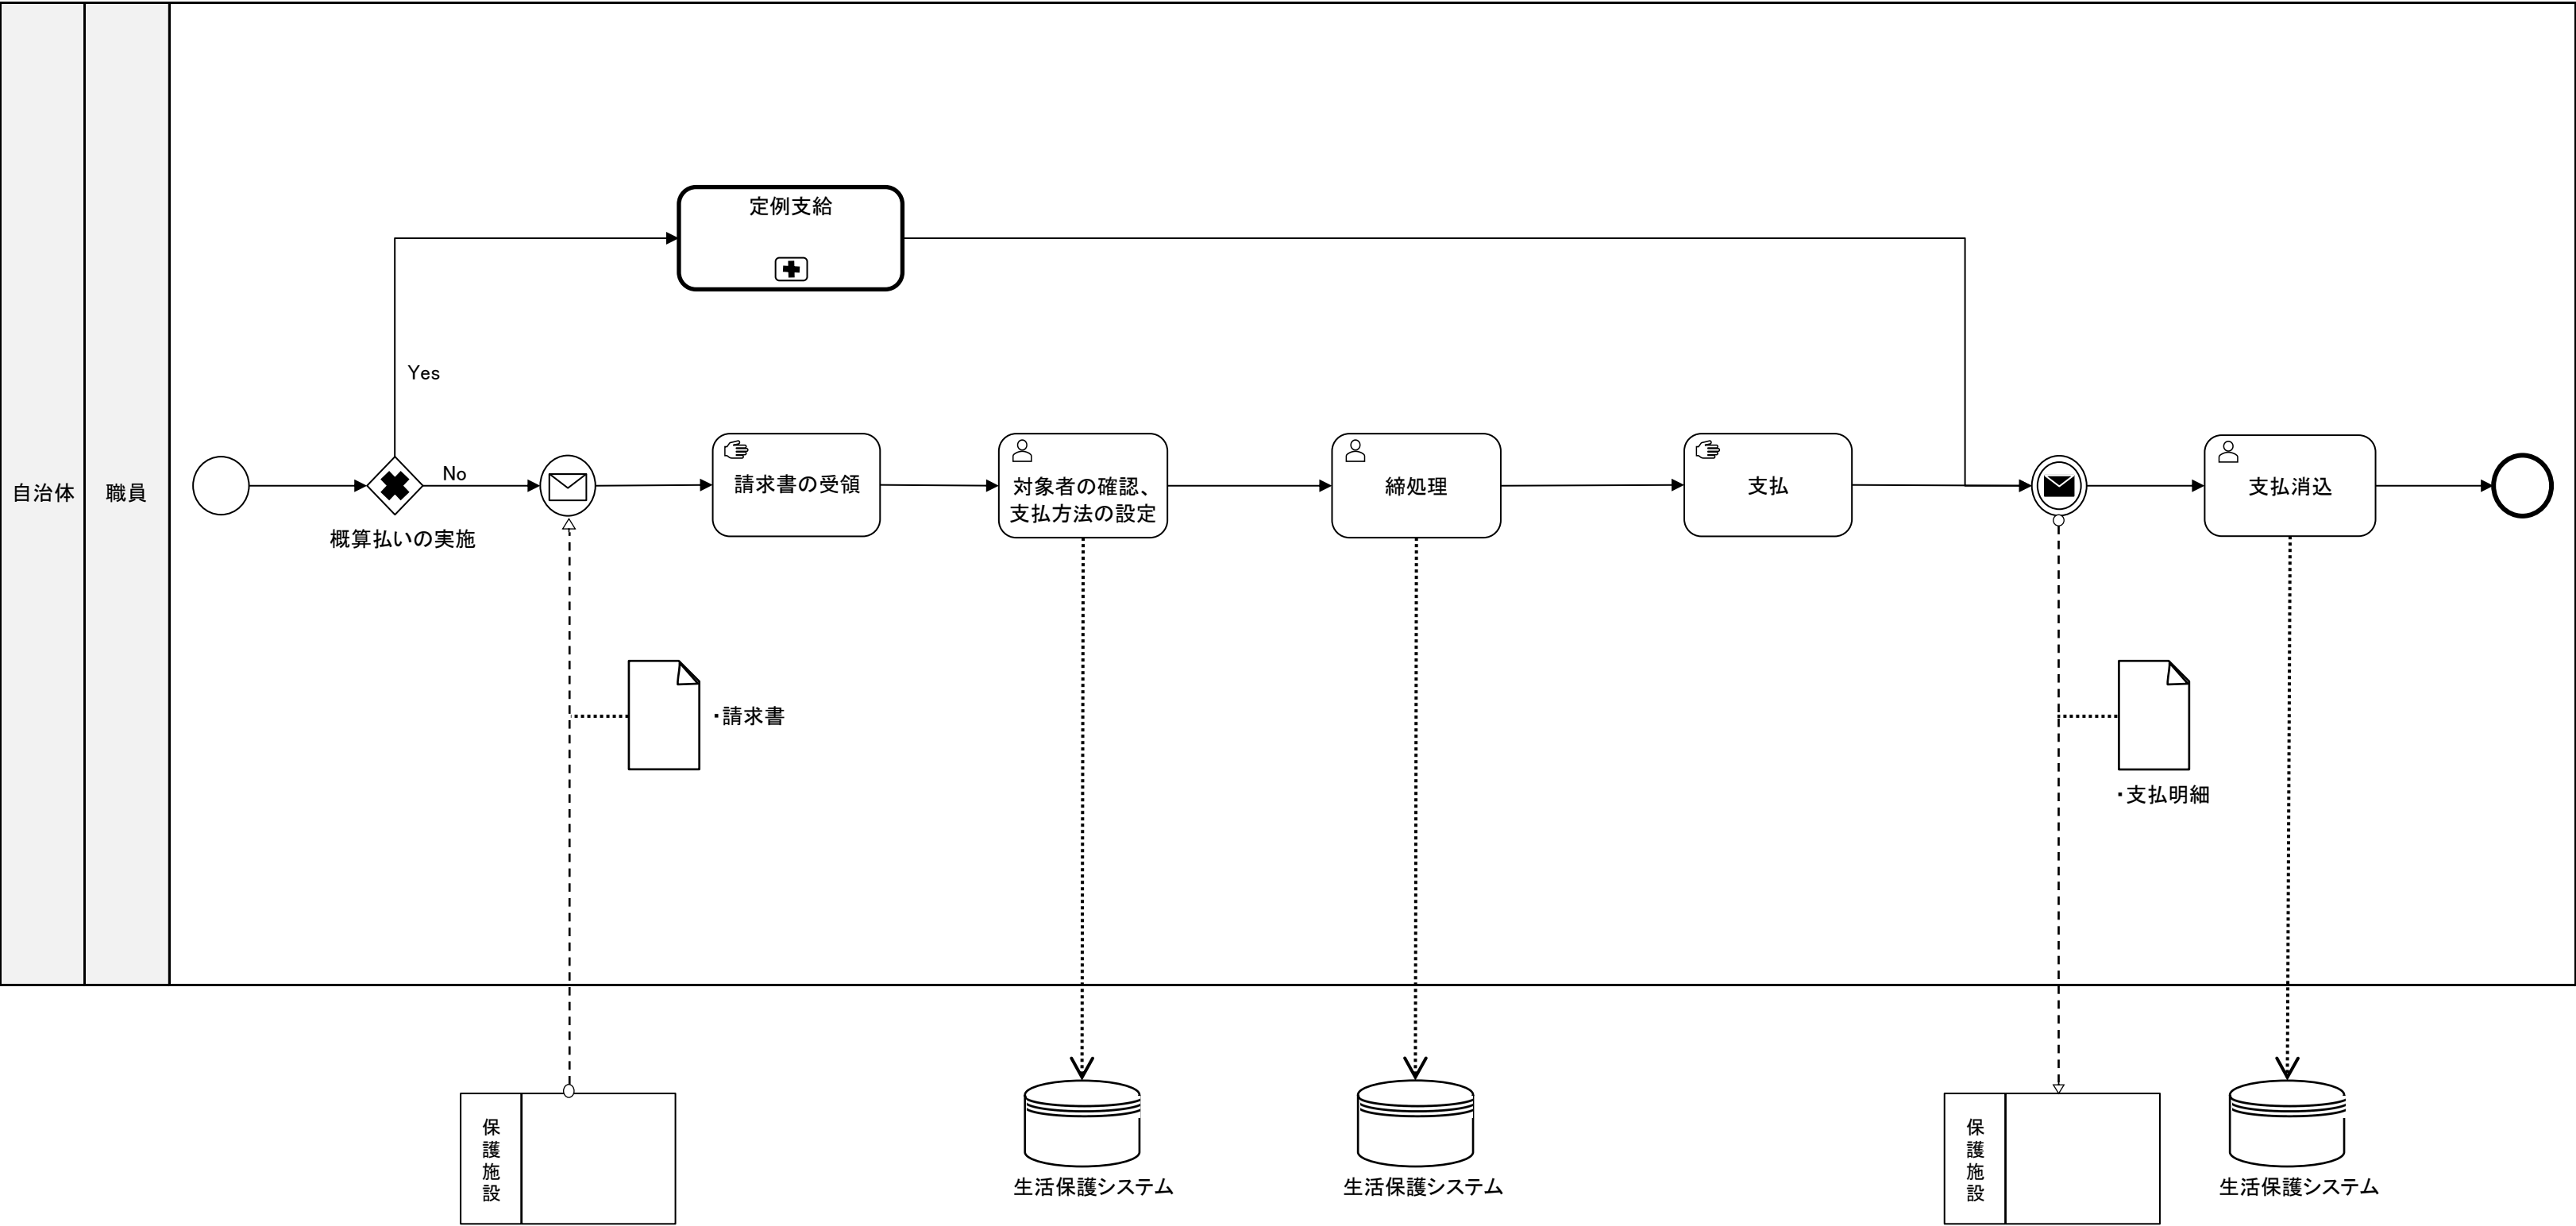 自治体
職員
定例支給
Yes
No
概算払いの実施
請求書の受領
対象者の確認、
支払方法の設定
締処理
支払
支払消込
・請求書
・支払明細
保護施設
生活保護システム
生活保護システム
保護施設
生活保護システム